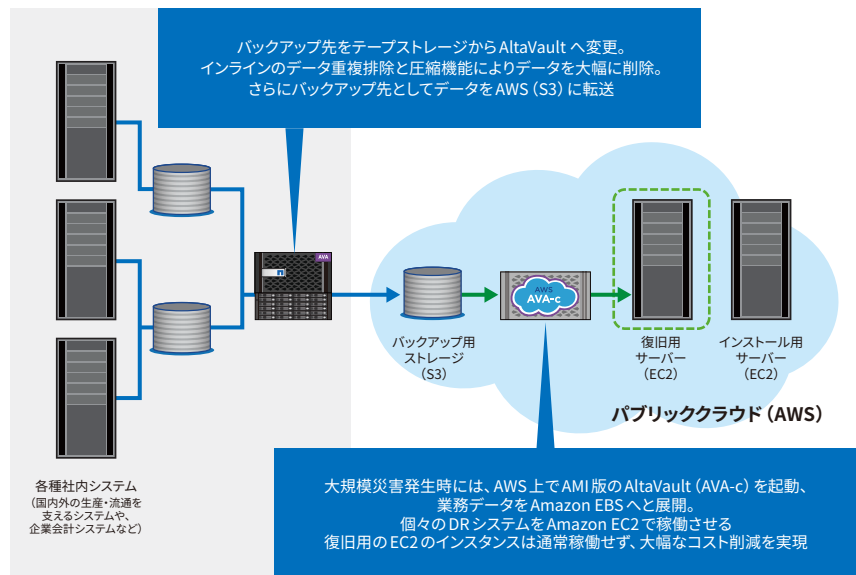 バックアップ先をテープストレージからAltaVaultへ変更。
インラインのデータ重複排除と圧縮機能によりデータを大幅に削除。
さらにバックアップ先としてデータをAWS（S3）に転送
AVA
AWS
AVA-c
バックアップ用
ストレージ
（S3）
復旧用
サーバー
（EC2）
インストール用
サーバー
（EC2）
パブリッククラウド（AWS）
各種社内システム
（国内外の生産・流通を
支えるシステムや、
企業会計システムなど）
大規模災害発生時には、AWS上でAMI版のAltaVault（AVA-c）を起動、
業務データをAmazon EBSへと展開。
個々のDRシステムをAmazon EC2で稼働させる
復旧用のEC2のインスタンスは通常稼働せず、大幅なコスト削減を実現